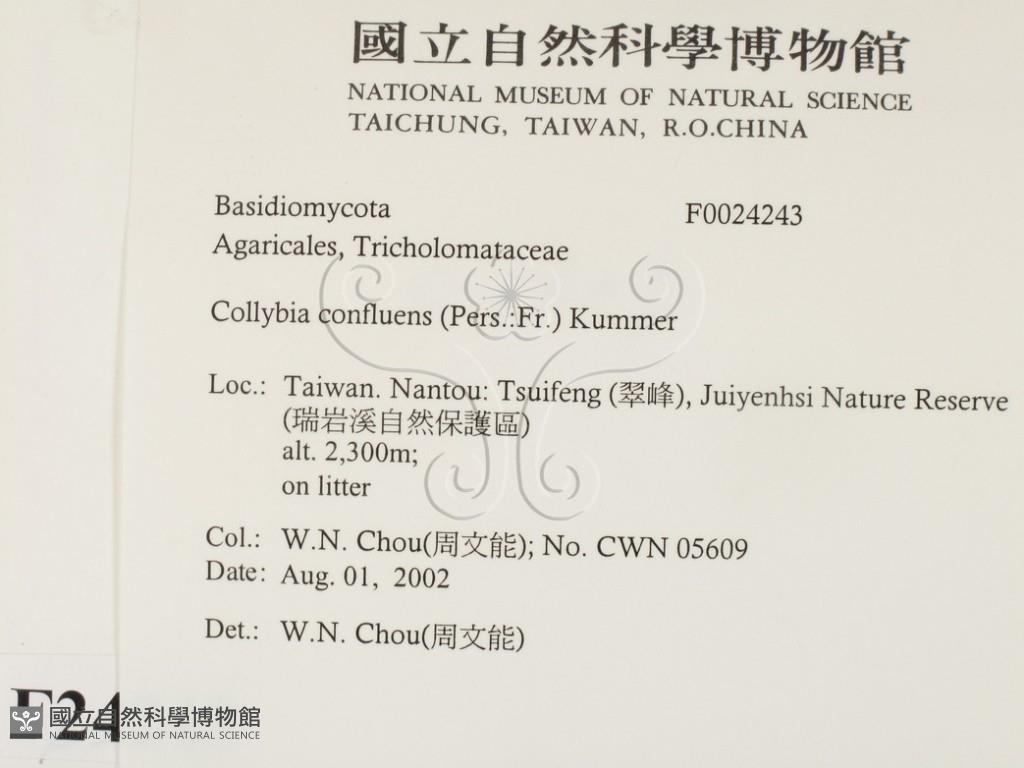 國立自然科學博物館
NATIONAL MUSEUM OF NATURAL SCIENCE
TAICHUNG, TAIWAN, R.O.CHINA
Basidiomycota F0024243
Agaricales, Tricholomataceae
Collybia confluens (Pers.:Fr.) Kummer
Loc.: Taiwan. Nantou: Tsuifeng (翠峰), Juiyenhsi Nature Reserve
(瑞岩溪自然保護區)
alt. 2,300m;
on litter
Col.: W.N. Chou(周文能); No. CWN 05609
Date: Aug. 01, 2002
Det.: W.N. Chou(周文能)
F24
國立自然科學博物館
NATIONAL MUSEUM OF NATURAL SCIENCE